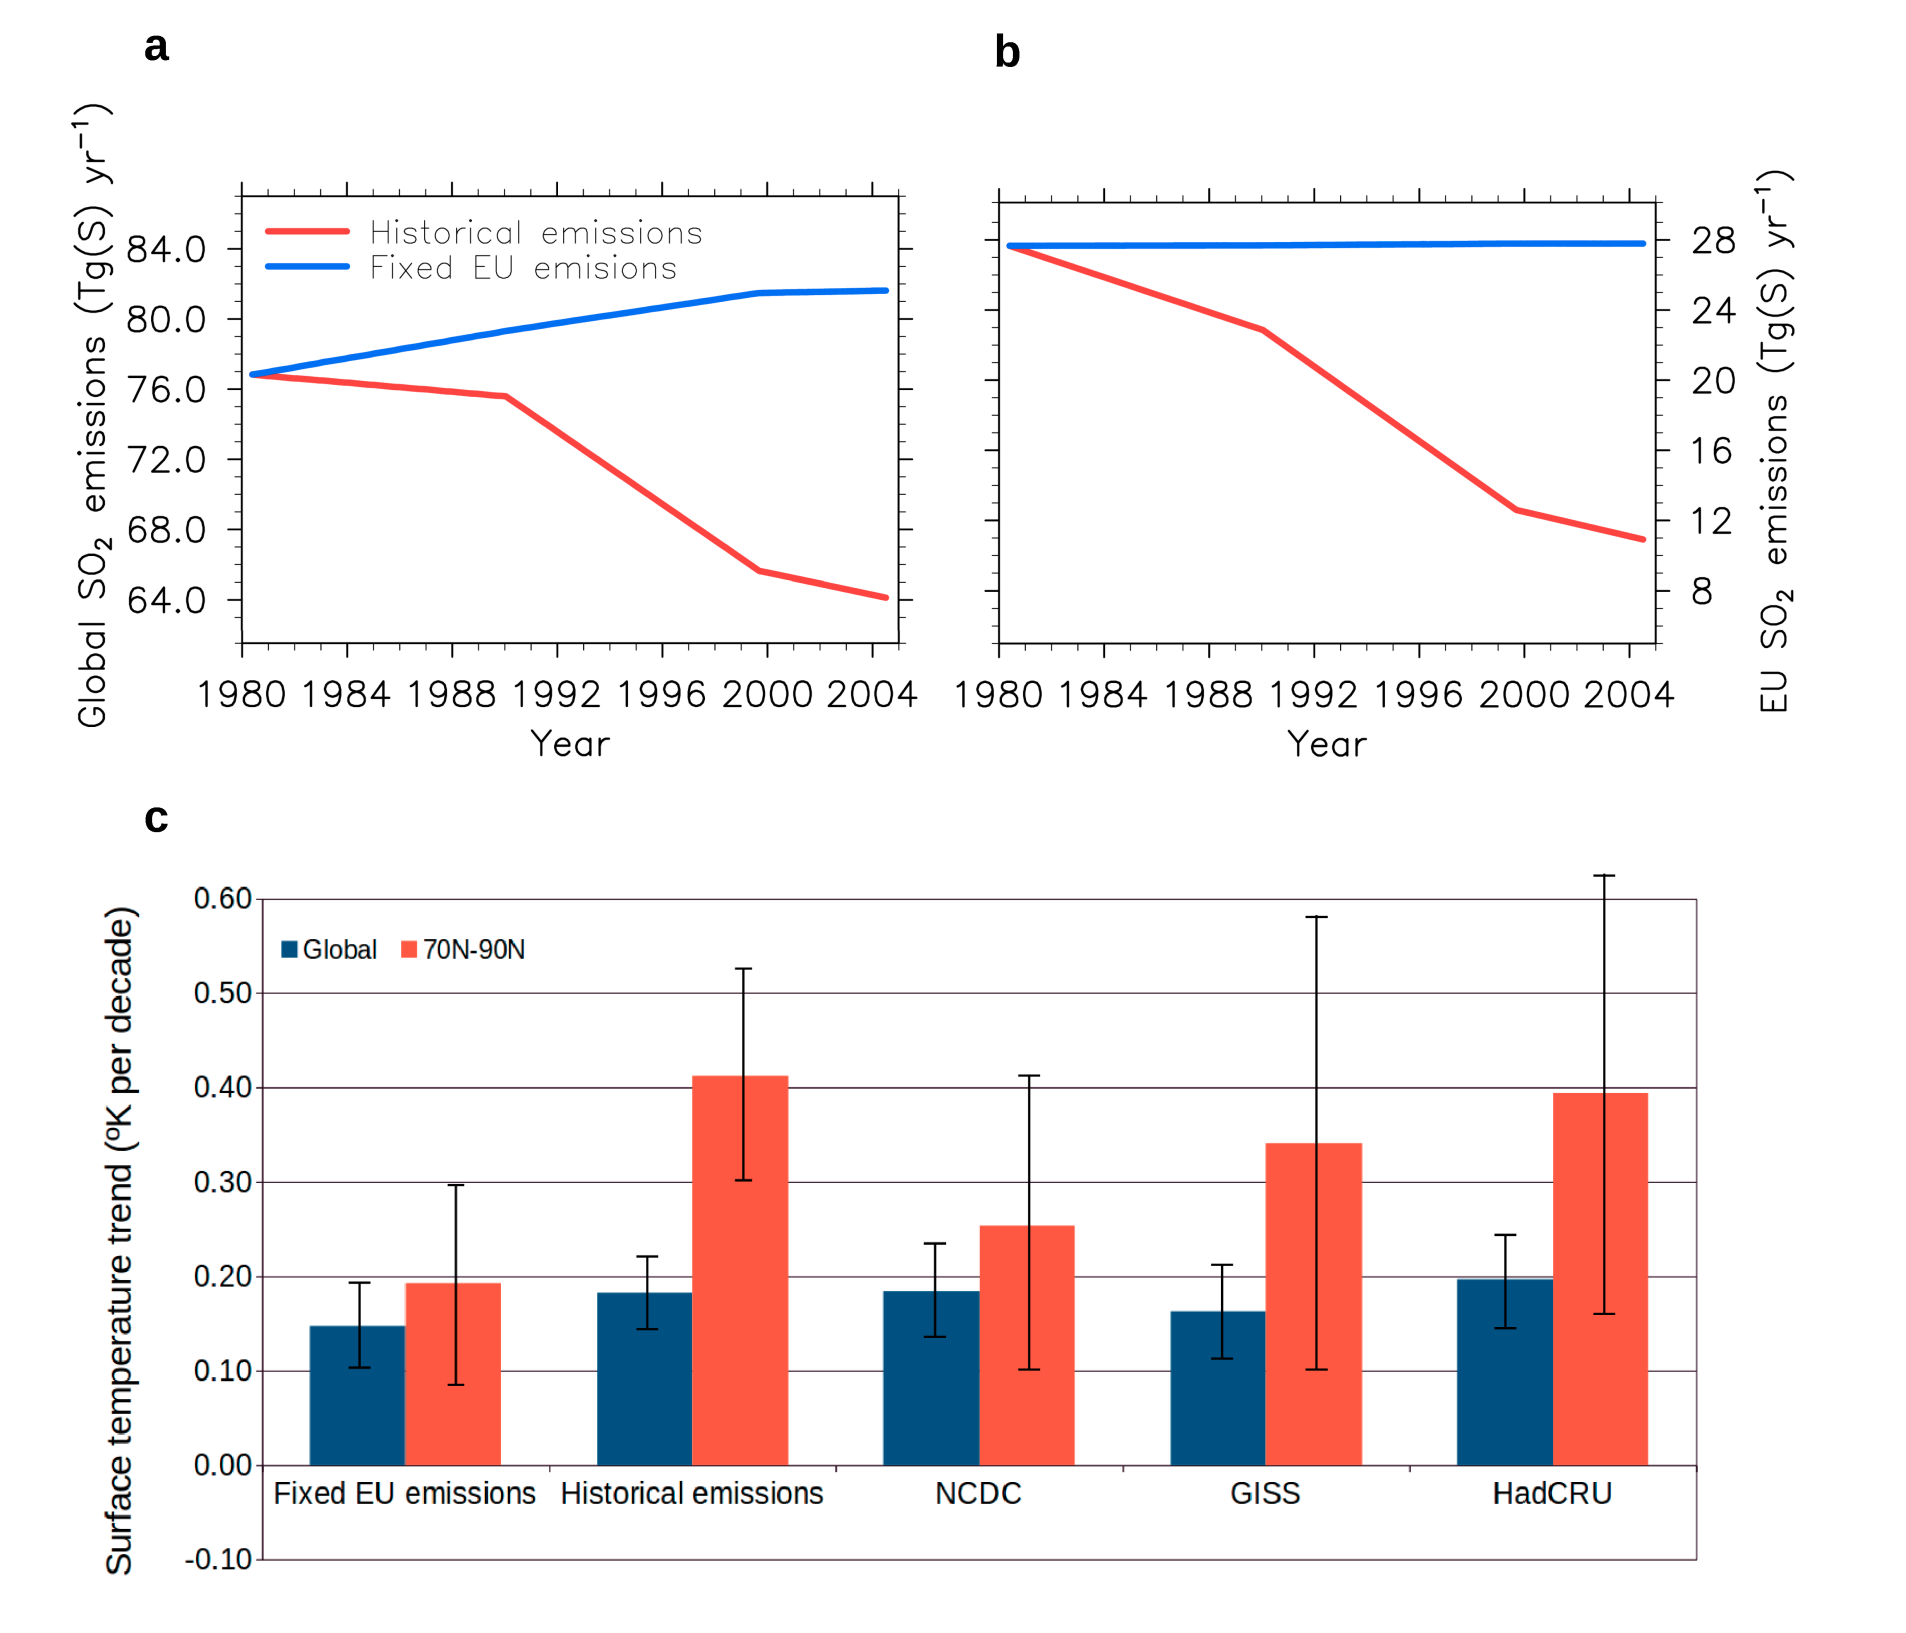 a
b
Global SO2 emissions (Tg(S) yr−1)
84.0
80.0
76.0
72.0
68.0
64.0
Historical emissions
Fixed EU emisions
1980 1984 1988 1992 1996 2000 2004
Year
28
24
20
16
12
8
EU SO2 emissions (Tg(S) yr−1)
1980 1984 1988 1992 1996 2000 2004
Year
c
Surface temperature trend (ºK per decade)
0.60
0.50
0.40
0.30
0.20
0.10
0.00
-0.10
Global 70N-90N
Fixed EU emissions Historical emissions NCDC GISS HadCRU